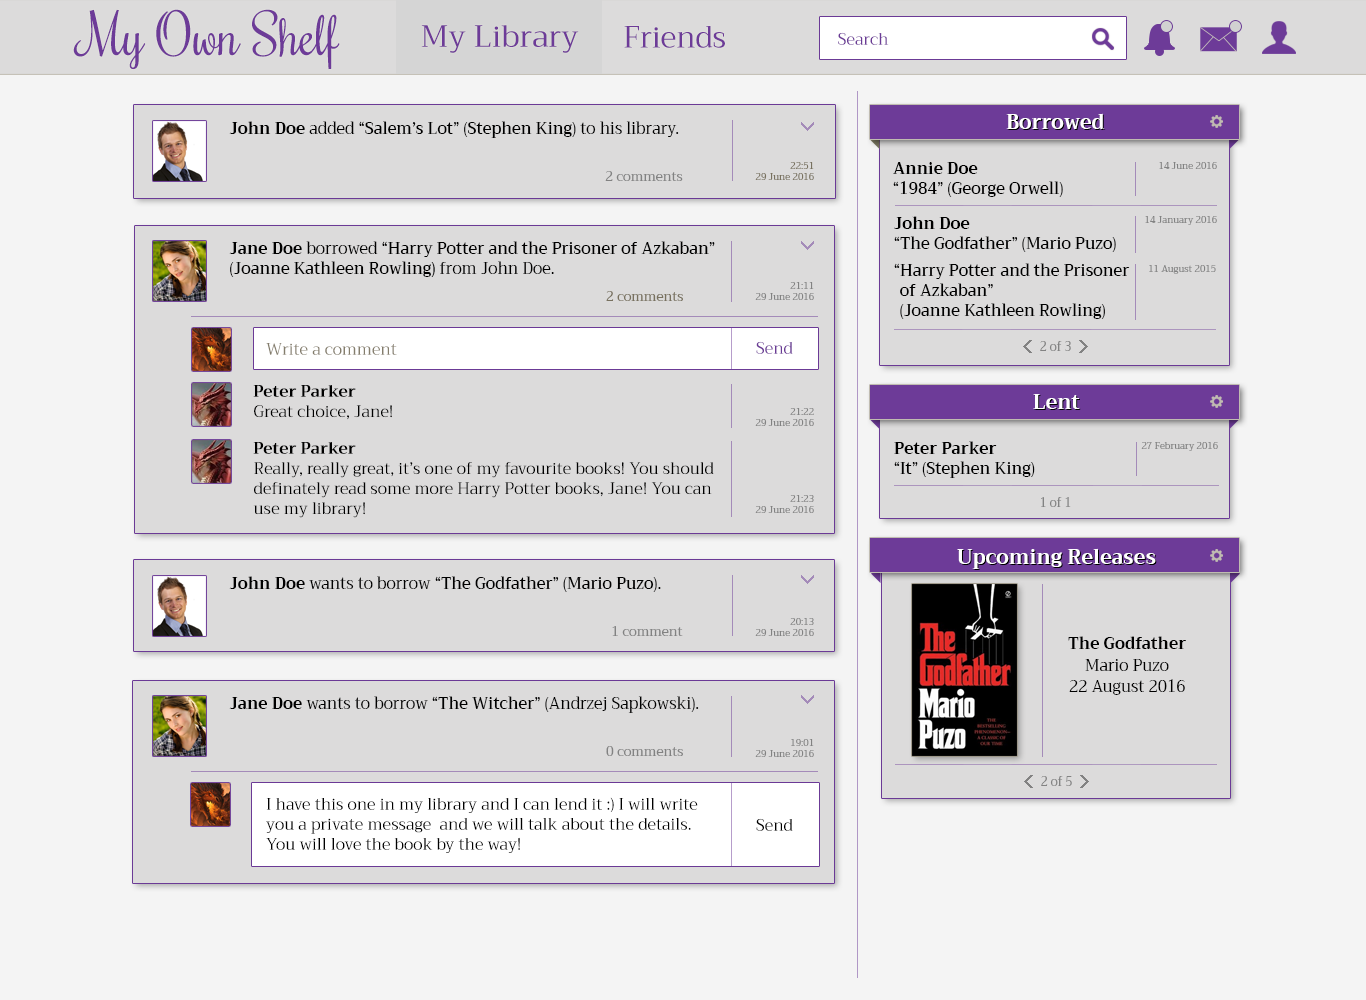 My Own Shelf
My Library
Friends
Search
John Doe added “Salem’s Lot” (Stephen King) to his library.
2 comments
22:51
29 June 2016
Jane Doe borrowed “Harry Potter and the Prisoner of Azkaban”
(Joanne Kathleen Rowling) from John Doe.
2 comments
21:11
29 June 2016
Write a comment
Send
Peter Parker
Great choice, Jane!
21:22
29 June 2016
Peter Parker
Really, really great, it’s one of my favourite books! You should
definately read some more Harry Potter books, Jane! You can
use my library!
21:23
29 June 2016
John Doe wants to borrow “The Godfather” (Mario Puzo).
1 comment
20:13
29 June 2016
Jane Doe wants to borrow “The Witcher” (Andrzej Sapkowski).
0 comments
19:01
29 June 2016
I have this one in my library and I can lend it :) I will write
you a private message  and we will talk about the details.
You will love the book by the way!
Send
Borrowed
Annie Doe
“1984” (George Orwell)
14 June 2016
John Doe
“The Godfather” (Mario Puzo)
14 January 2016
“Harry Potter and the Prisoner
of Azkaban”
(Joanne Kathleen Rowling)
11 August 2015
2 of 3
Lent
Peter Parker
“It” (Stephen King)
27 February 2016
1 of 1
Upcoming Releases
The
Godfather
Mario
Puzo
THE
BESTSELLING
PHENOMENON—
A CLASSIC OF
OUR TIME
The Godfather
Mario Puzo
22 August 2016
2 of 5